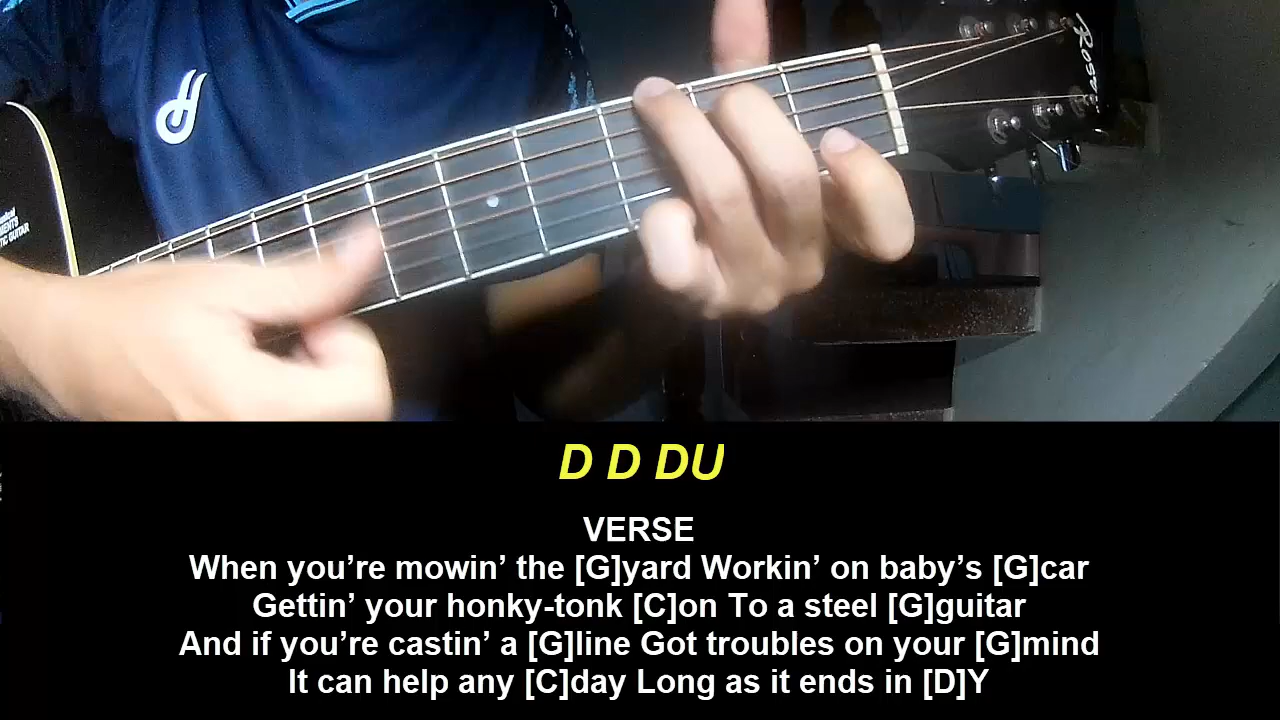 Rosa
D D DU
VERSE
When you’re mowin’ the [G]yard Workin’ on baby’s [G]car
Gettin’ your honky-tonk [C]on To a steel [G]guitar
And if you’re castin’ a [G]line Got troubles on your [G]mind
It can help any [C]day Long as it ends in [D]Y